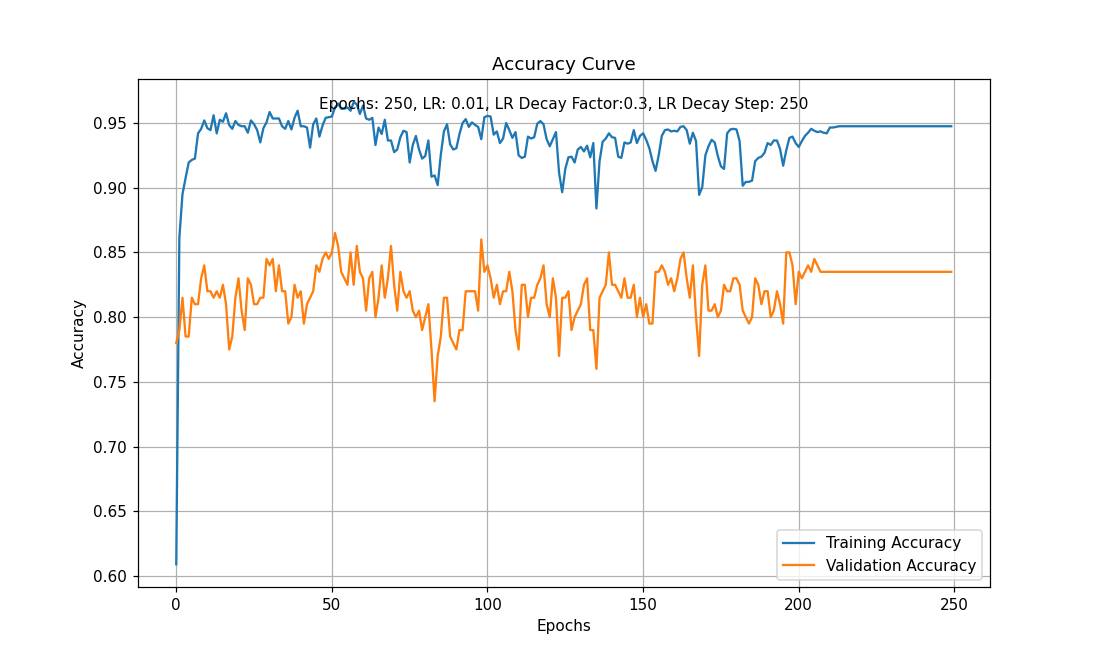 Accuracy Curve
Epochs: 250, LR: 0.01, LR Decay Factor:0.3, LR Decay Step: 250
0.95
0.90
0.85
0.80
0.75
0.70
0.65
0.60
Accuracy
Training Accuracy
Validation Accuracy
0 50 100 150 200 250
Epochs